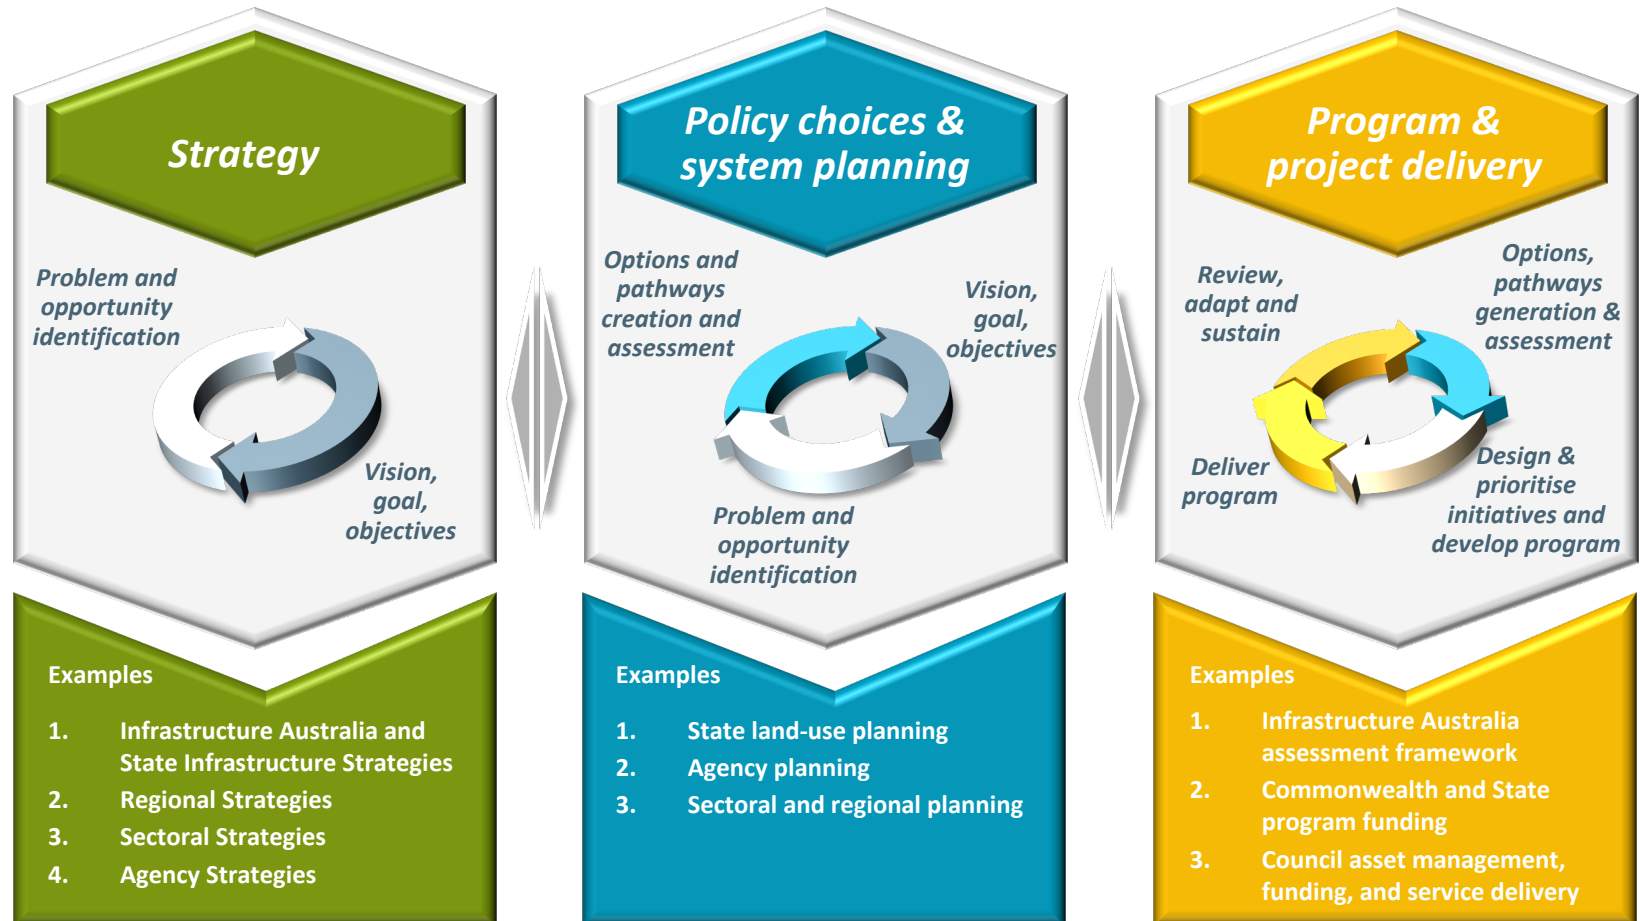 Strategy
Problem and
opportunity
identification
Vision,
goal,
objectives
Examples
1. Infrastructure Australia and
State Infrastructure Strategies
2. Regional Strategies
3. Sectoral Strategies
4. Agency Strategies
Policy choices &
system planning
Options and
pathways
creation and
assessment
Vision,
goal,
objectives
Problem and
opportunity
identification
Examples
1. State land-use planning
2. Agency planning
3. Sectoral and regional planning
Program &
project delivery
Review,
adapt and
sustain
Options,
pathways
generation &
assessment
Deliver
program
Design &
prioritise
initiatives and
develop program
Examples
1. Infrastructure Australia
assessment framework
2. Commonwealth and State
program funding
3. Council asset management,
funding, and service delivery